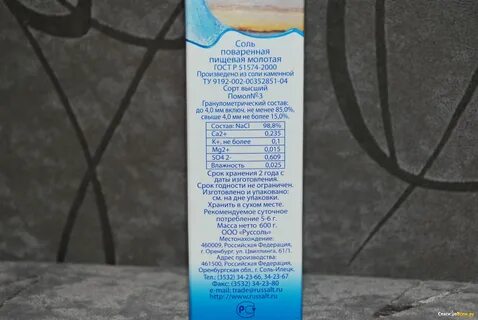 Соль
поваренная
пищевая молотая
ГОСТ Р 51574-2000
Произведено из соли каменной
ТУ 9192-002-00352851-04
Сорт высший
Помол№3
Гранулометрический состав:
до 4,0 мм включ. не менее 85,0%,
свыше 4,0 мм не более 15,0%.
Состав: NaCl 98,8%
Ca2+ 0,235
K+, не более 0,1
Mg2+ 0,015
SO4 2- 0,609
Влажность 0,025
Срок хранения 2 года с
даты изготовления.
Срок годности не ограничен.
Изготовлено и упаковано:
см. на дне упаковки.
Хранить в сухом месте.
Рекомендуемое суточное
потребление 5-6 г.
Масса нетто 600 г.
ООО «Руссоль»
Местонахождение:
460009, Российская Федерация,
г. Оренбург ул. Цвиллинга, 61/1.
Адрес производства:
461500, Российская Федерация,
Оренбургская обл., г Соль-Илецк.
Тел.: (3532) 34-23-66, 34-23-67
Факс: (3532) 34-23-80
e-mail: trade@russalt.ru
http://www.russalt.ru